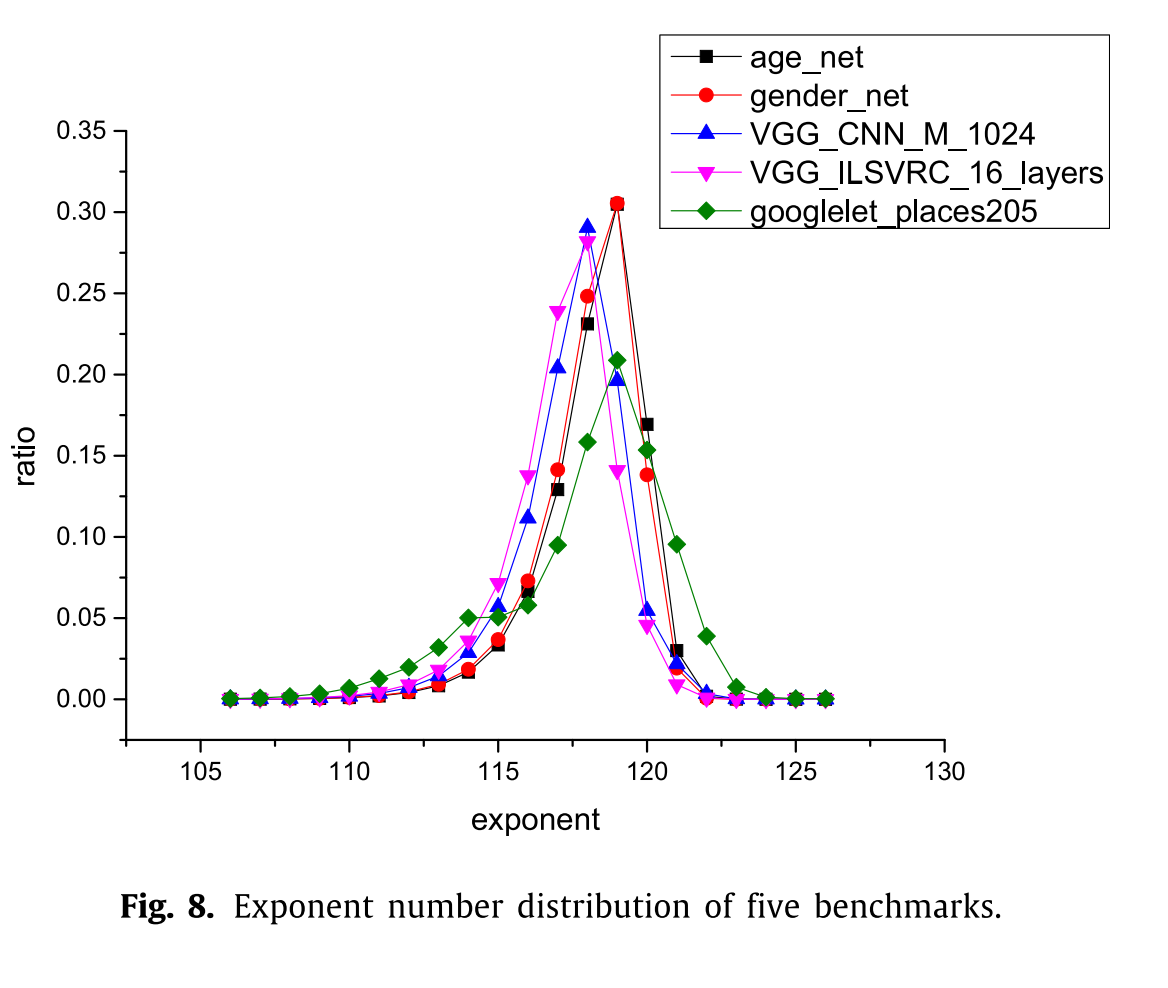 age_net
gender_net
VGG_CNN_M_1024
VGG_ILSVRC_16_layers
googlelet_places205
0.35
0.30
0.25
0.20
0.15
0.10
0.05
0.00
ratio
105 110 115 120 125 130
exponent
Fig. 8. Exponent number distribution of five benchmarks.